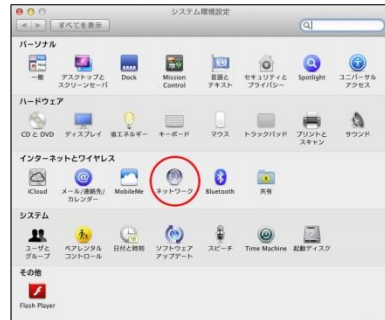 システム環境設定
すべてを表示
パーソナル
一般
デスクトップと
スクリーンセーバ
Dock
Mission
Control
言語と
テキスト
セキュリティと
プライバシー
Spotlight
ユニバーサル
アクセス
ハードウェア
CD と DVD
ディスプレイ
省エネルギー
キーボード
マウス
トラックパッド
プリントと
スキャン
サウンド
インターネットとワイヤレス
iCloud
メール/連絡先/
カレンダー
MobileMe
ネットワーク
Bluetooth
共有
システム
ユーザと
グループ
ペアレンタル
コントロール
日付と時刻
ソフトウェア
アップデート
スピーチ
Time Machine
起動ディスク
その他
Flash Player